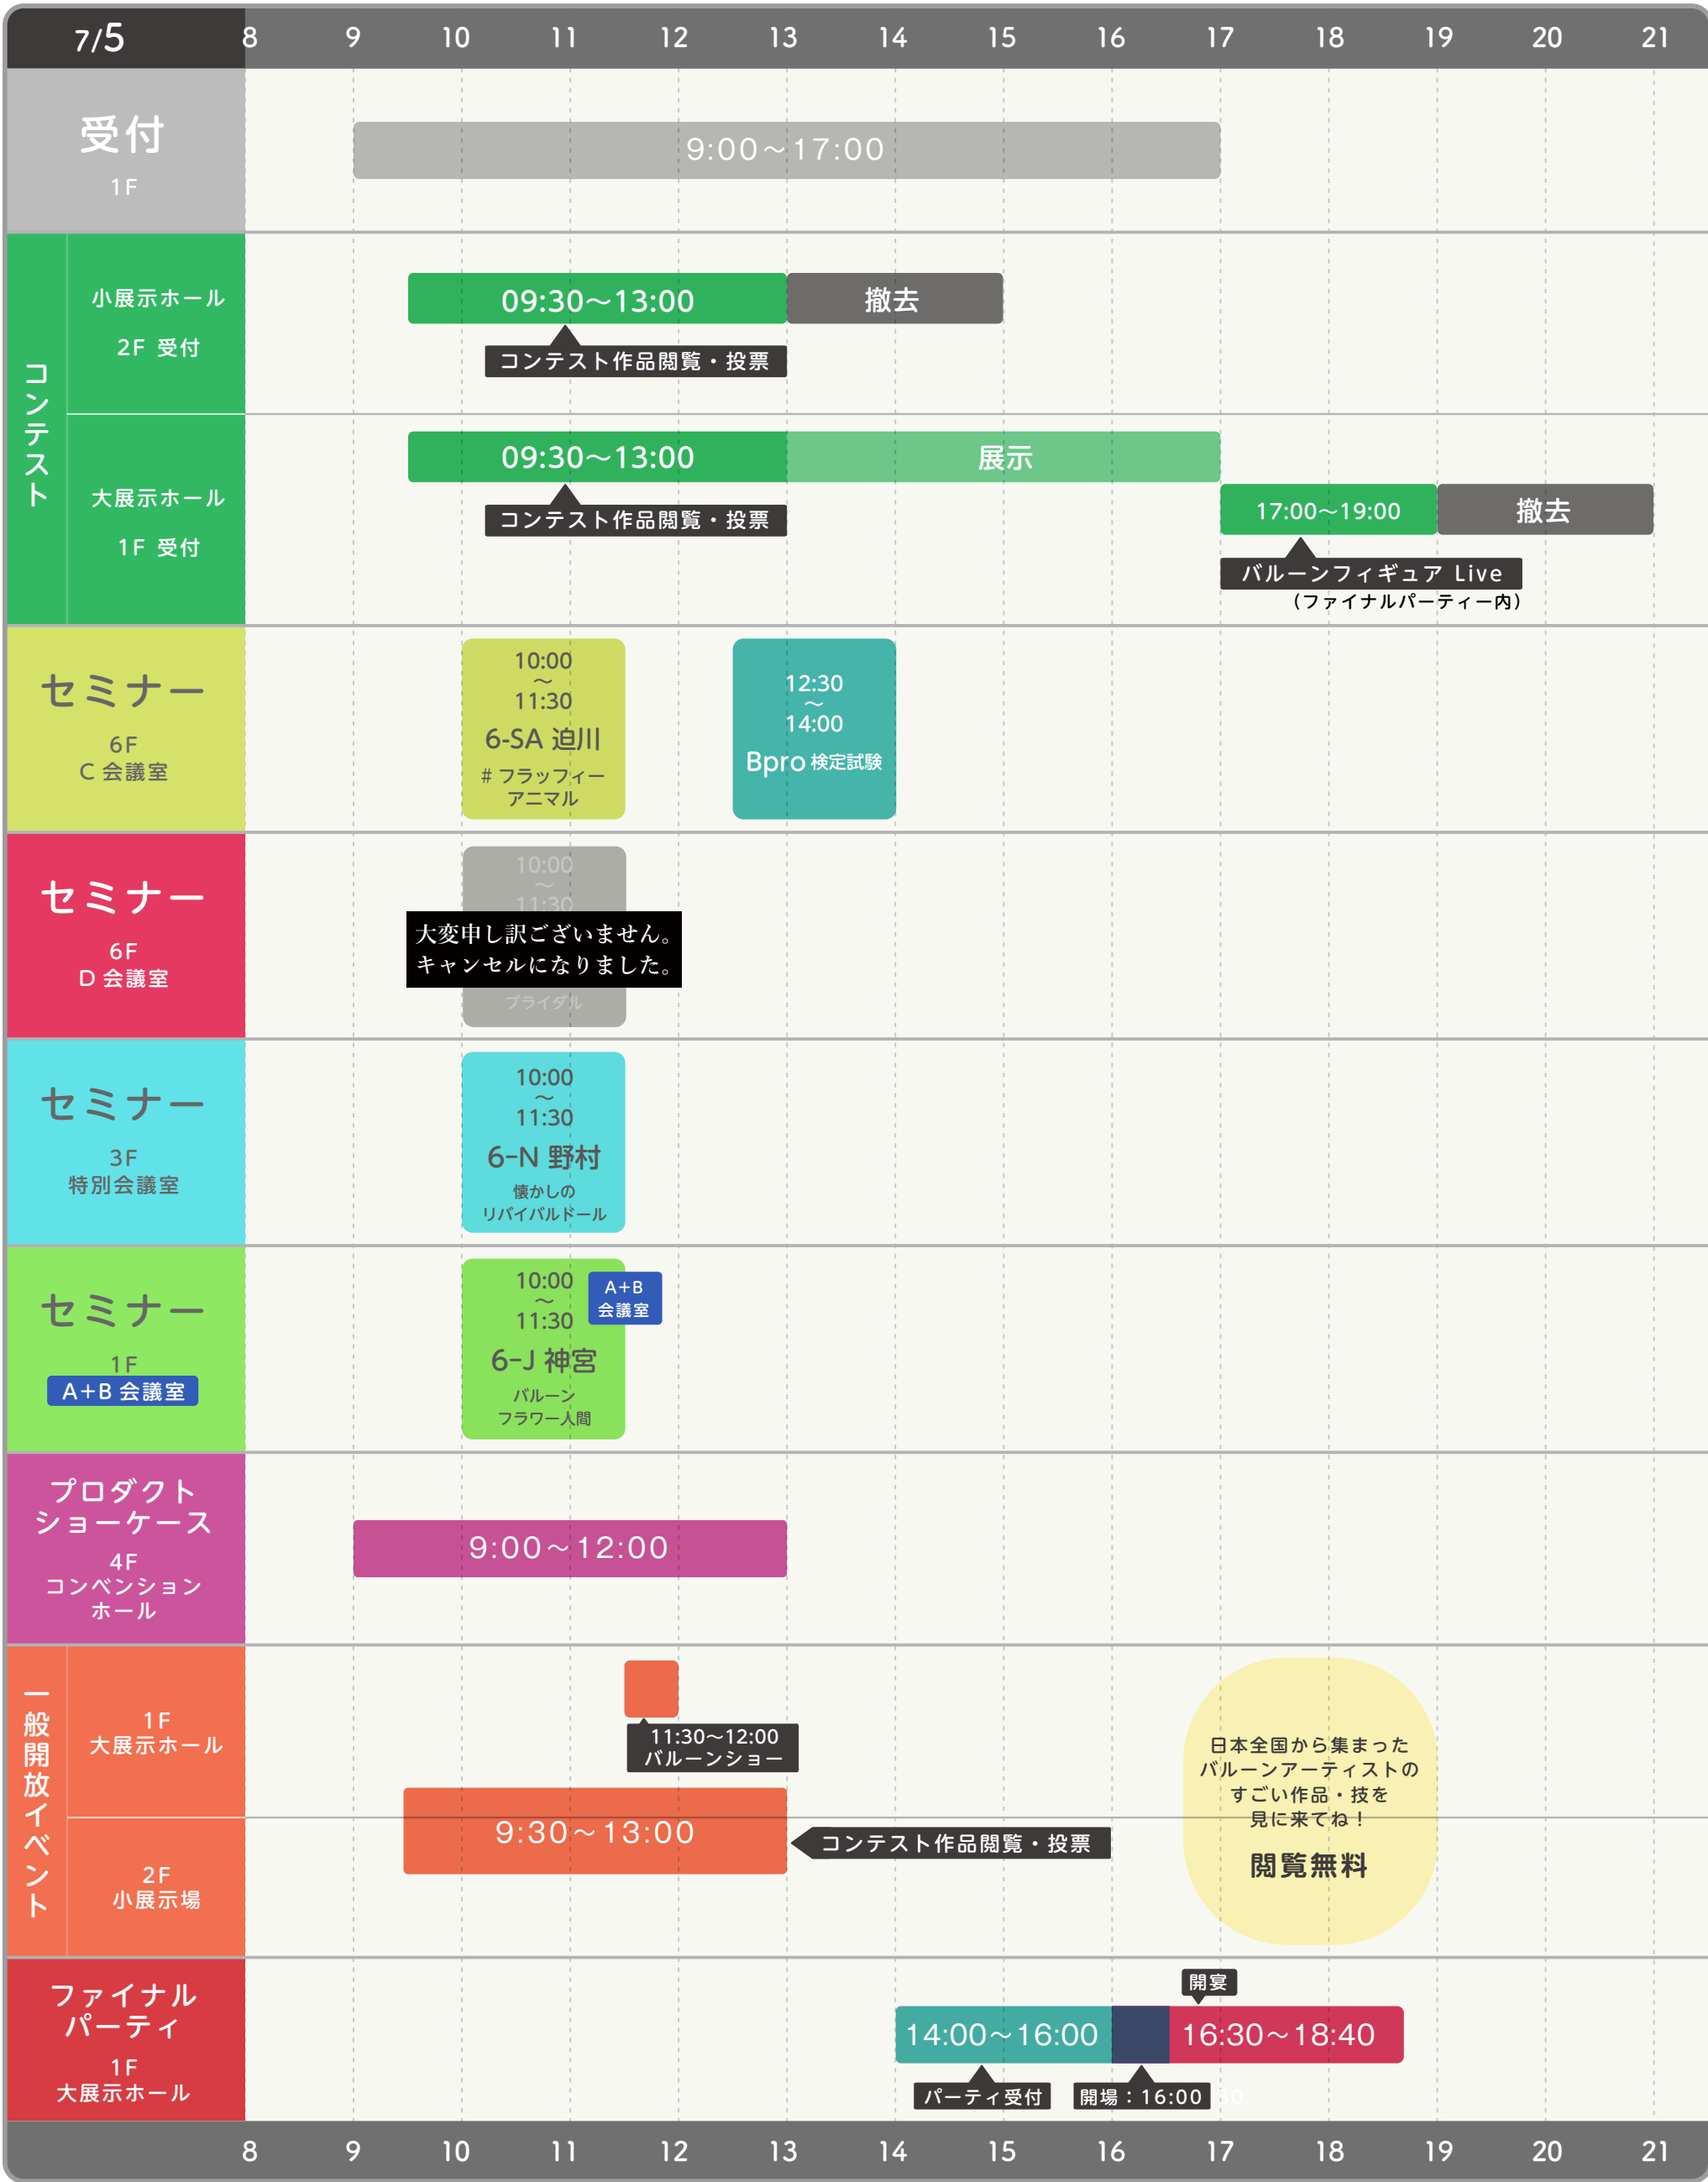 7/5 8 9 10 11 12 13 14 15 16 17 18 19 20 21
受付
1F
9:00～17:00
コンテスト
小展示ホール
2F 受付
09:30～13:00
撤去
コンテスト作品閲覧・投票
大展示ホール
1F 受付
09:30～13:00
展示
コンテスト作品閲覧・投票
17:00～19:00
撤去
バルーンフィギュア Live
（ファイナルパーティー内）
セミナー
6F
C 会議室
10:00
～
11:30
6-SA 迫川
# フラッフィー
アニマル
12:30
～
14:00
Bpro 検定試験
セミナー
6F
D 会議室
10:00
～
11:30
大変申し訳ございません。
キャンセルになりました。
ブライダル
セミナー
3F
特別会議室
10:00
～
11:30
6-N 野村
懐かしの
リバイバルドール
セミナー
1F
A+B 会議室
10:00
～
11:30
A+B
会議室
6-J 神宮
バルーン
フラワー人間
プロダクト
ショーケース
4F
コンベンション
ホール
9:00～12:00
一般開放イベント
1F
大展示ホール
11:30～12:00
バルーンショー
2F
小展示場
9:30～13:00
コンテスト作品閲覧・投票
日本全国から集まった
バルーンアーティストの
すごい作品・技を
見に来てね！
閲覧無料
ファイナル
パーティ
1F
大展示ホール
開宴
14:00～16:00
16:30～18:40
パーティ受付
開場：16:00
8 9 10 11 12 13 14 15 16 17 18 19 20 21